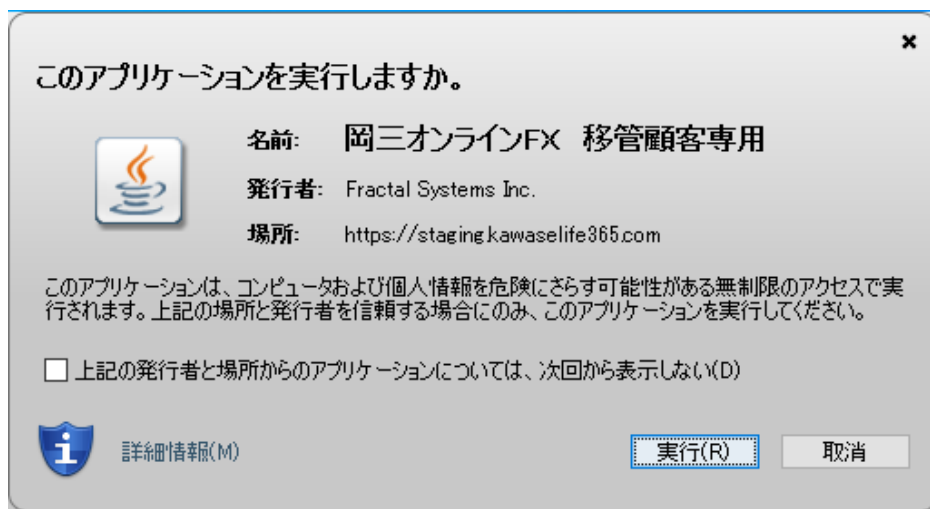 このアプリケーションを実行しますか。
名前: 岡三オンラインFX 移管顧客専用
発行者: Fractal Systems Inc.
場所: https://staging.kawaselife365.com
このアプリケーションは、コンピュータおよび個人情報を危険にさらす可能性がある無制限のアクセスで実
行されます。上記の場所と発行者を信頼する場合にのみ、このアプリケーションを実行してください。
上記の発行者と場所からのアプリケーションについては、次回から表示しない(D)
詳細情報(M)
実行(R) 取消